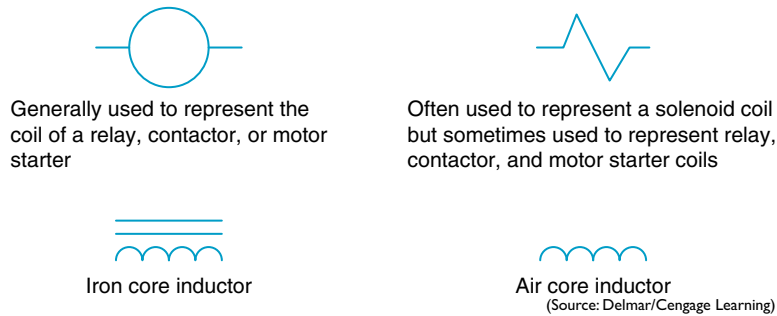 Generally used to represent the
coil of a relay, contactor, or motor
starter
Often used to represent a solenoid coil
but sometimes used to represent relay,
contactor, and motor starter coils
Iron core inductor
Air core inductor
(Source: Delmar/Cengage Learning)